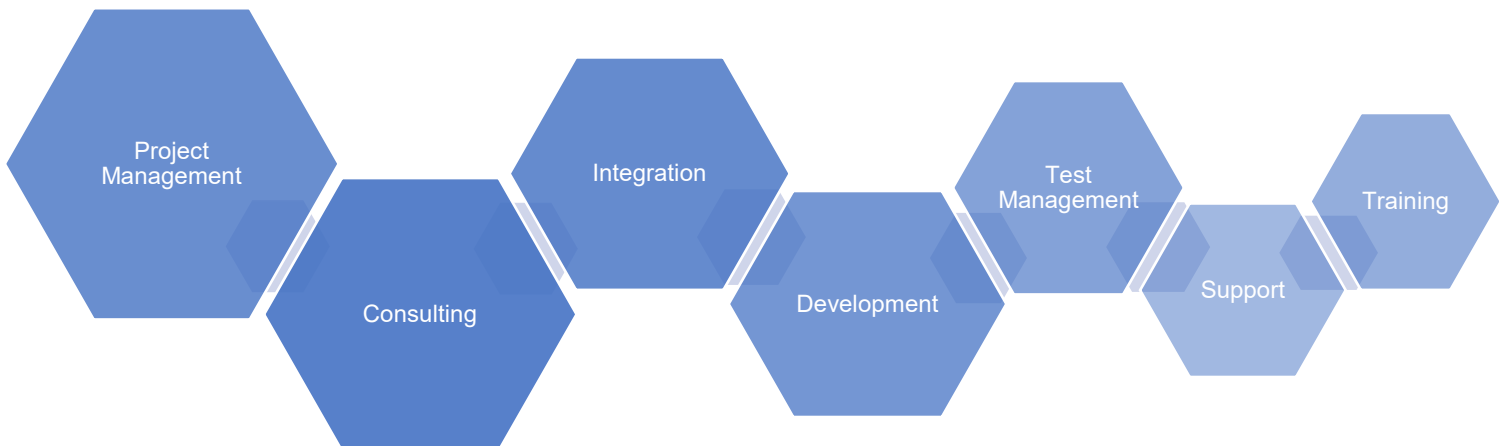 Project
Management
Consulting
Integration
Development
Test
Management
Support
Training